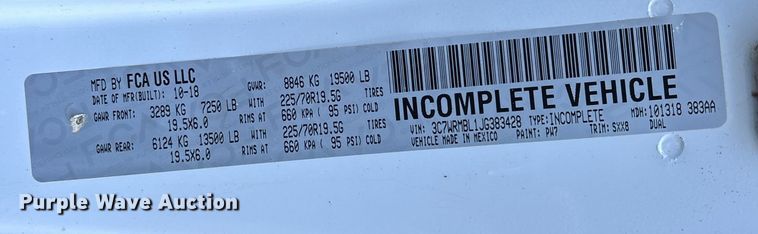 MFD BY FCA US LLC
DATE OF MFR(BUILT): 10-18
GVWR: 8846 KG 19500 LB
GAWR FRONT: 3289 KG 7250 LB WITH 225/70R19.5G TIRES
19.5X6.0 RIMS AT 660 KPA ( 95 PSI) COLD
GAWR REAR: 6124 KG 13500 LB WITH 225/70R19.5G TIRES
19.5X6.0 RIMS AT 660 KPA ( 95 PSI) COLD
INCOMPLETE VEHICLE
VIN: 3C7WRMBL1JG383428 TYPE:INCOMPLETE MDH:101318 383AA
VEHICLE MADE IN MEXICO PAINT: PW7 TRIM: SXX8 DUAL
Purple Wave Auction